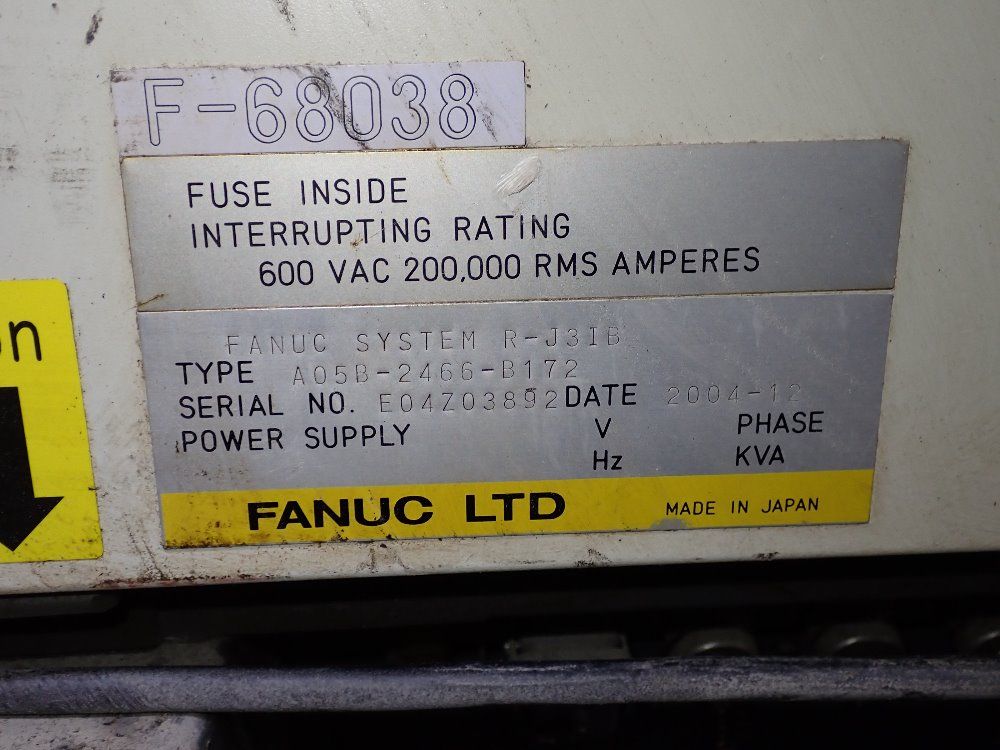 F-68038
FUSE INSIDE
INTERRUPTING RATING
600 VAC 200,000 RMS AMPERES
on
FANUC SYSTEM R-J3IB
TYPE A05B-2466-B172
SERIAL NO. E04Z03892 DATE 2004-12
POWER SUPPLY V PHASE
Hz KVA
FANUC LTD MADE IN JAPAN